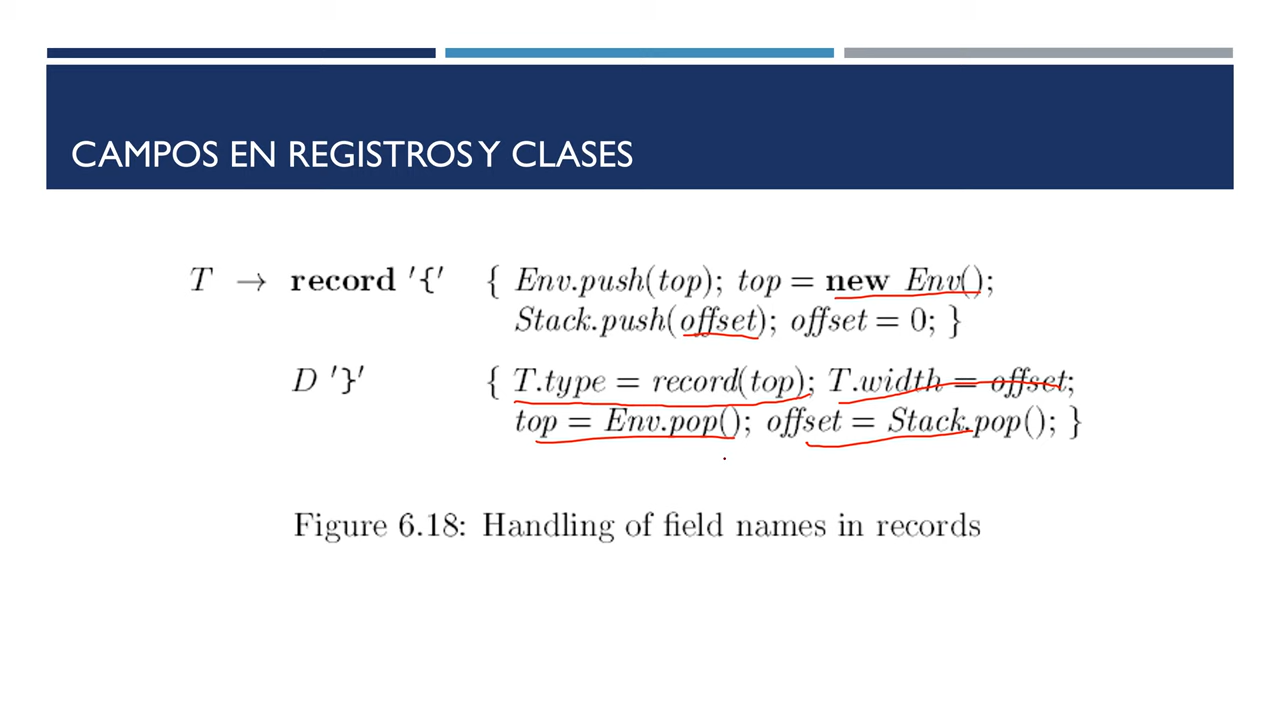 CAMPOS EN REGISTROS Y CLASES
T → record '{' { Env.push(top); top = new Env();
Stack.push(offset); offset = 0; }
D '}' { T.type = record(top); T.width = offset;
top = Env.pop(); offset = Stack.pop(); }
Figure 6.18: Handling of field names in records